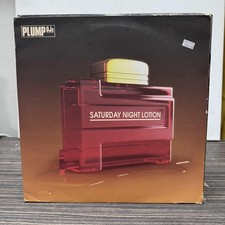 PLUMP DJs
SATURDAY NIGHT LOTION